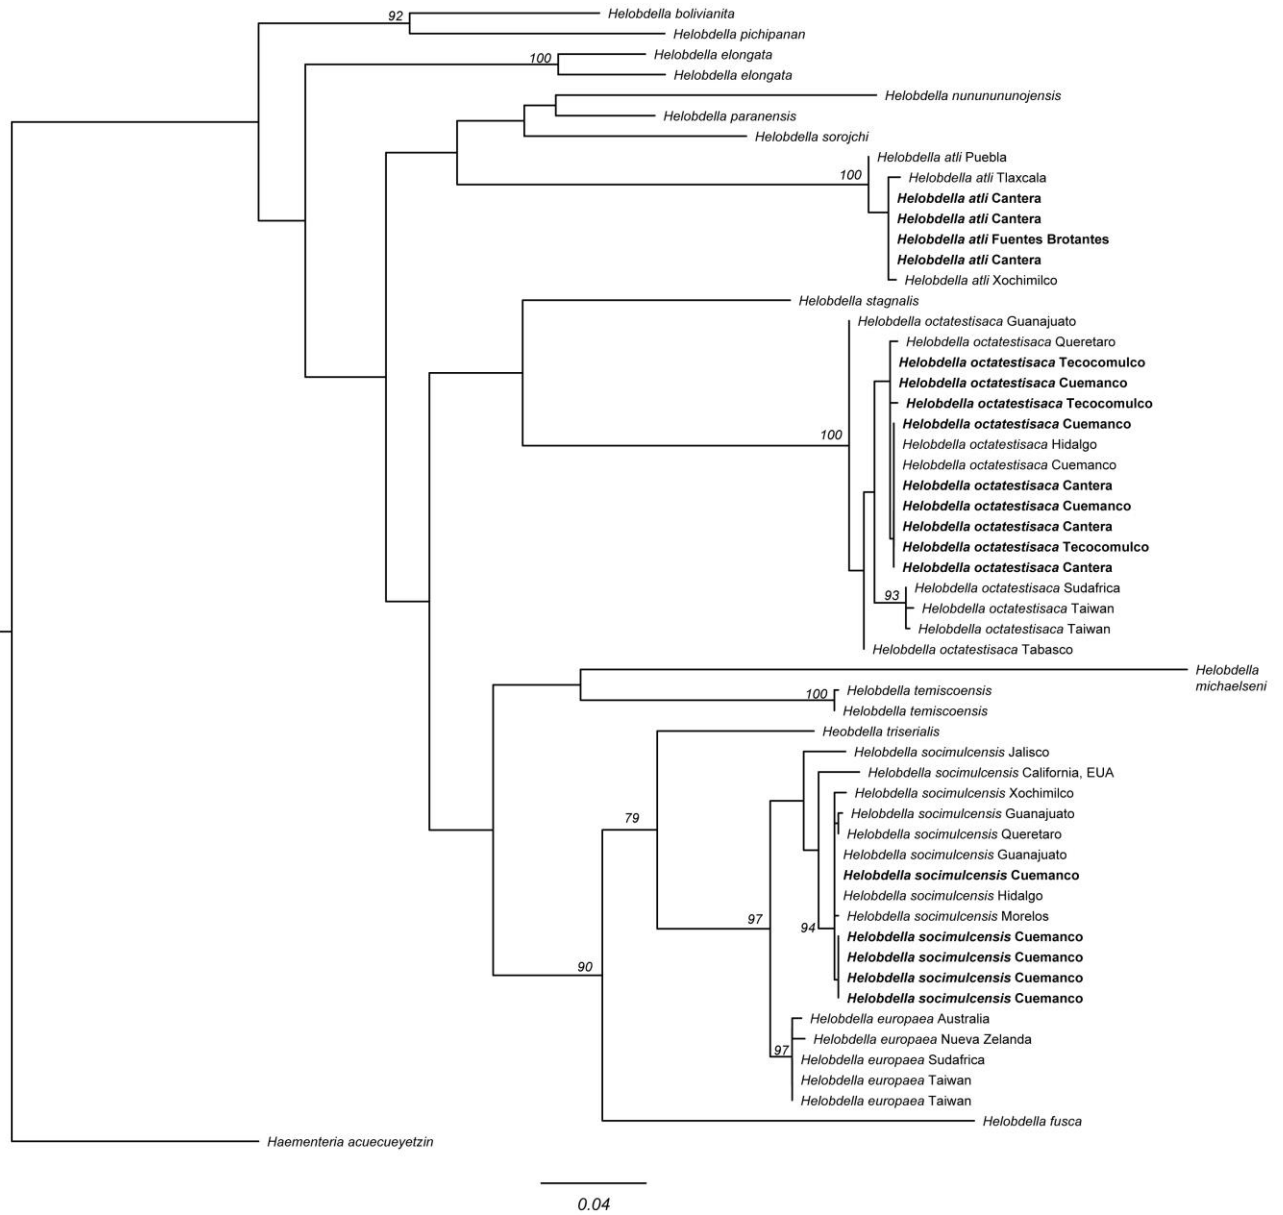 92
Helobdella bolivianita
Helobdella pichipanan
100
Helobdella elongata
Helobdella elongata
Helobdella nunununojensis
Helobdella paranensis
Helobdella sorojchi
Helobdella atli Puebla
100
Helobdella atli Tlaxcala
Helobdella atli Cantera
Helobdella atli Cantera
Helobdella atli Fuentes Brotantes
Helobdella atli Cantera
Helobdella atli Xochimilco
Helobdella stagnalis
Helobdella octatestisaca Guanajuato
Helobdella octatestisaca Queretaro
Helobdella octatestisaca Tecocomulco
Helobdella octatestisaca Cuemanco
Helobdella octatestisaca Tecocomulco
Helobdella octatestisaca Cuemanco
100
Helobdella octatestisaca Hidalgo
Helobdella octatestisaca Cuemanco
Helobdella octatestisaca Cantera
Helobdella octatestisaca Cuemanco
Helobdella octatestisaca Cantera
Helobdella octatestisaca Tecocomulco
Helobdella octatestisaca Cantera
Helobdella octatestisaca Sudafrica
93
Helobdella octatestisaca Taiwan
Helobdella octatestisaca Taiwan
Helobdella octatestisaca Tabasco
Helobdella
michaelseni
100
Helobdella temiscoensis
Helobdella temiscoensis
Heobdella triserialis
Helobdella socimulcensis Jalisco
Helobdella socimulcensis California, EUA
Helobdella socimulcensis Xochimilco
79
Helobdella socimulcensis Guanajuato
Helobdella socimulcensis Queretaro
Helobdella socimulcensis Guanajuato
Helobdella socimulcensis Cuemanco
Helobdella socimulcensis Hidalgo
97
Helobdella socimulcensis Morelos
94
Helobdella socimulcensis Cuemanco
Helobdella socimulcensis Cuemanco
90
Helobdella socimulcensis Cuemanco
Helobdella socimulcensis Cuemanco
Helobdella europaea Australia
Helobdella europaea Nueva Zelanda
97
Helobdella europaea Sudafrica
Helobdella europaea Taiwan
Helobdella europaea Taiwan
Helobdella fusca
Haementeria acuecueyetzin
0.04